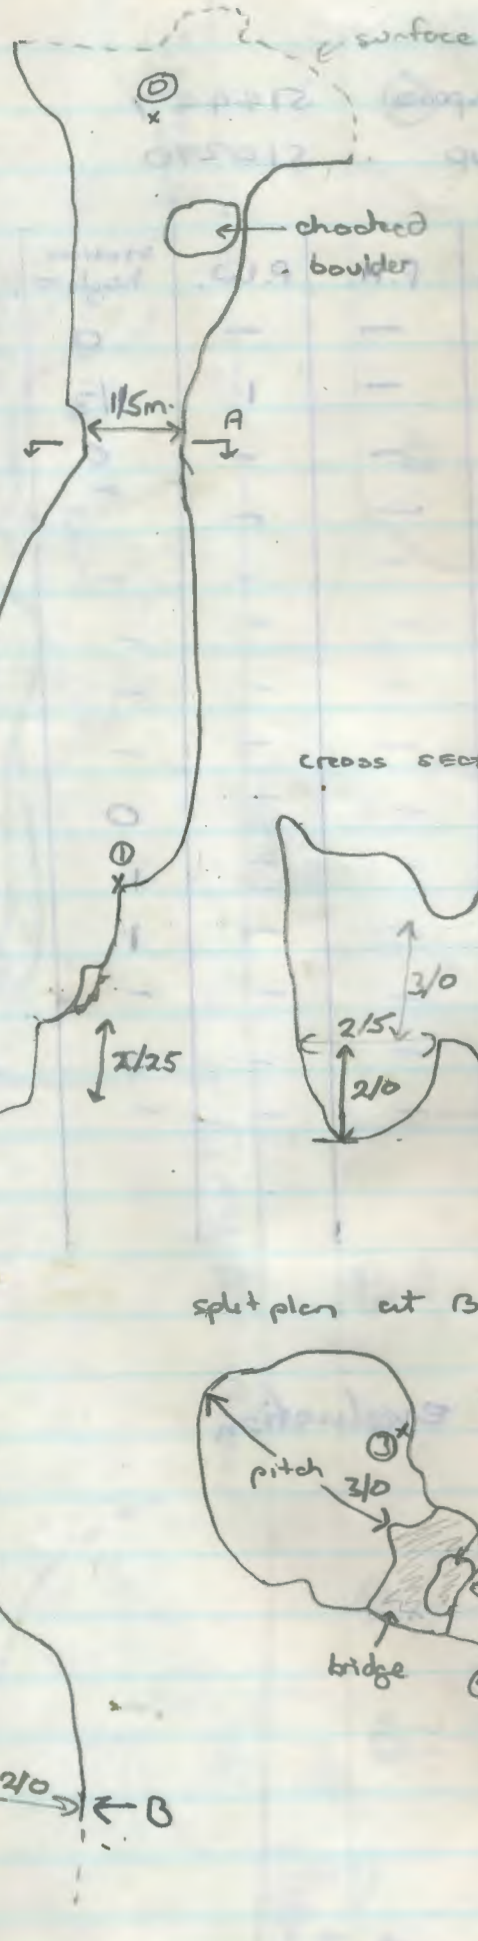 surface
0
choked
boulder
1/5m.
A
CROSS SECT
1
3/0
2/5
2/0
split plan at B
3
pitch 3/0
bridge
2/0
B